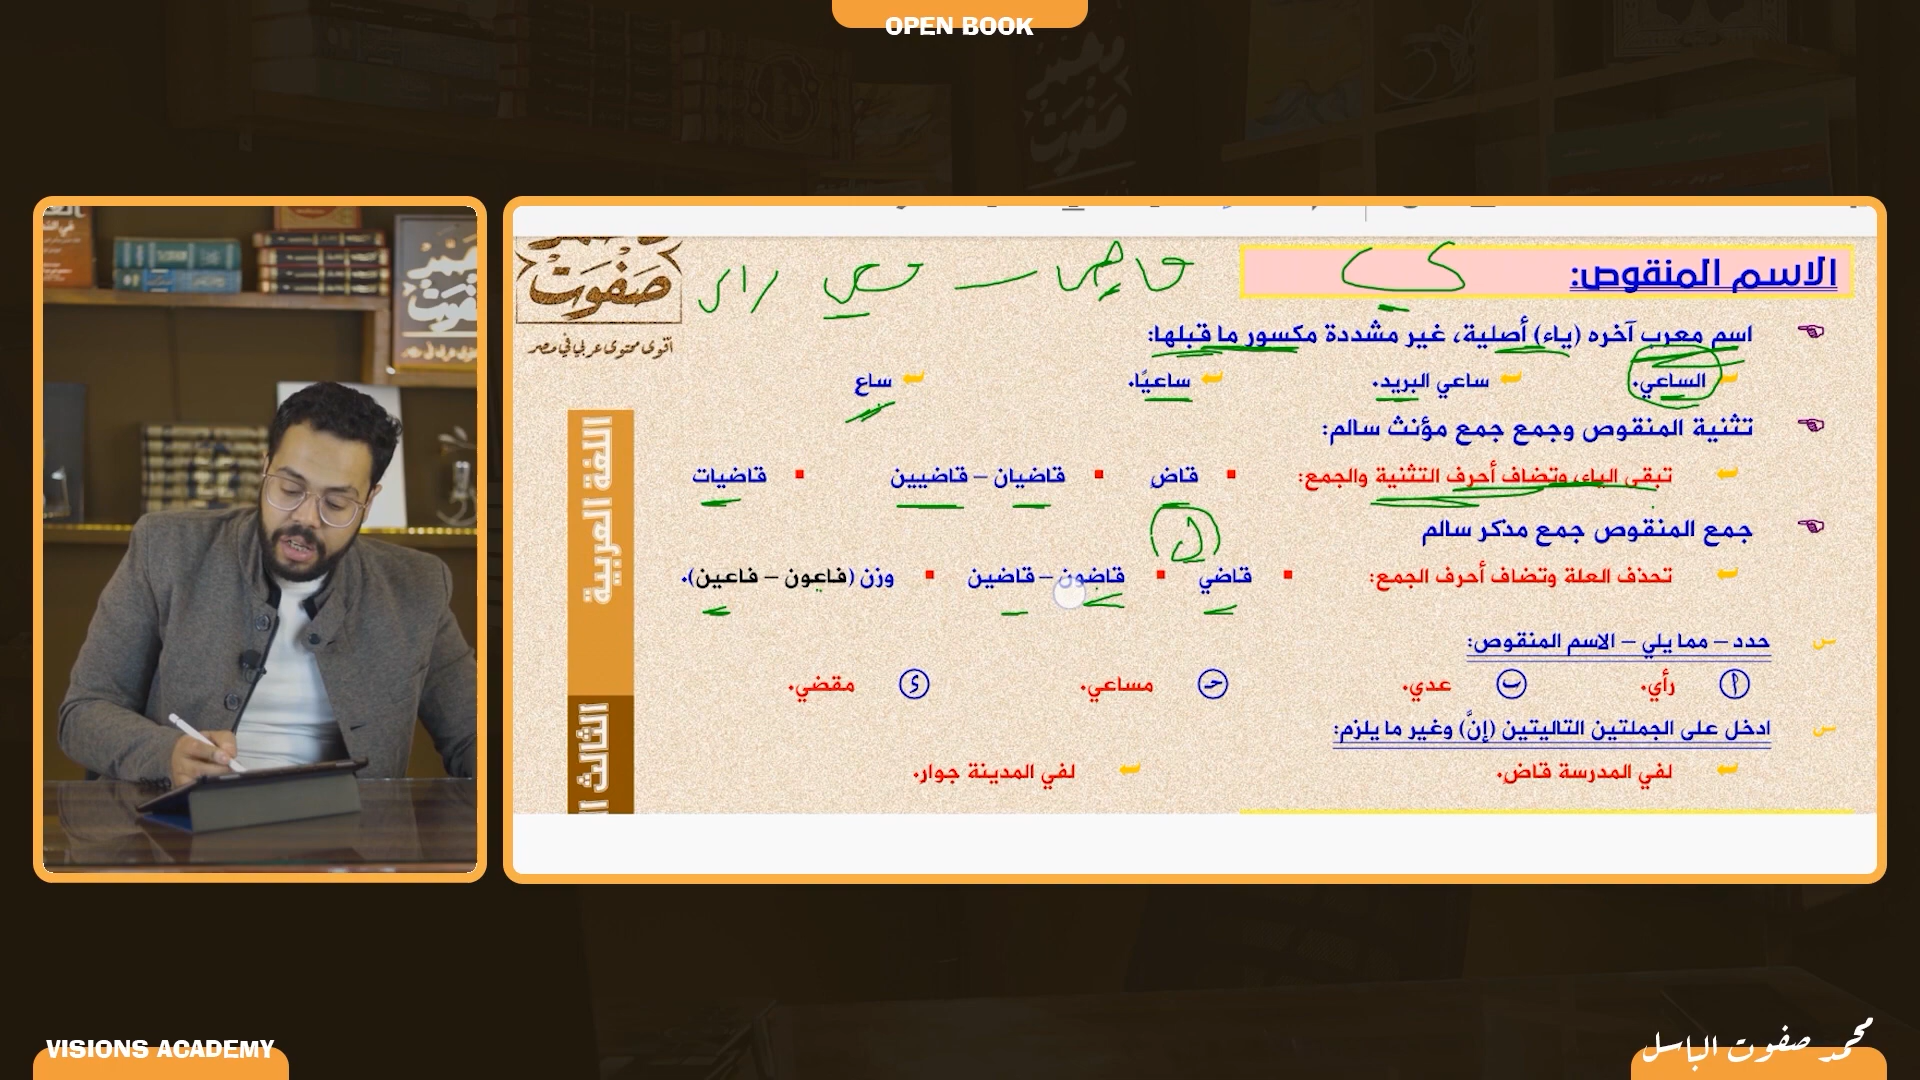 OPEN BOOK
الاسم المنقوص:
صفوت
أقوى محتوى عربي في مصر
اسم معرب آخره (ياء) أصلية، غير مشددة مكسور ما قبلها:
الساعي. ساعي البريد. ساعيًا. ساع
تثنية المنقوص وجمع جمع مؤنث سالم:
تبقى الياء وتضاف أحرف التثنية والجمع: قاضٍ قاضيان – قاضيين قاضيات
جمع المنقوص جمع مذكر سالم
تحذف العلة وتضاف أحرف الجمع: قاضي قاضون – قاضين وزن (فاعون – فاعين).
س حدد – مما يلي – الاسم المنقوص:
أ رأي. ب عدي. جـ مساعي. د مقضي.
س ادخل على الجملتين التاليتين (إنَّ) وغير ما يلزم:
لفي المدرسة قاض. لفي المدينة جوار.
اللغة العربية
الثالث
VISIONS ACADEMY
محمد صفوت الباسل